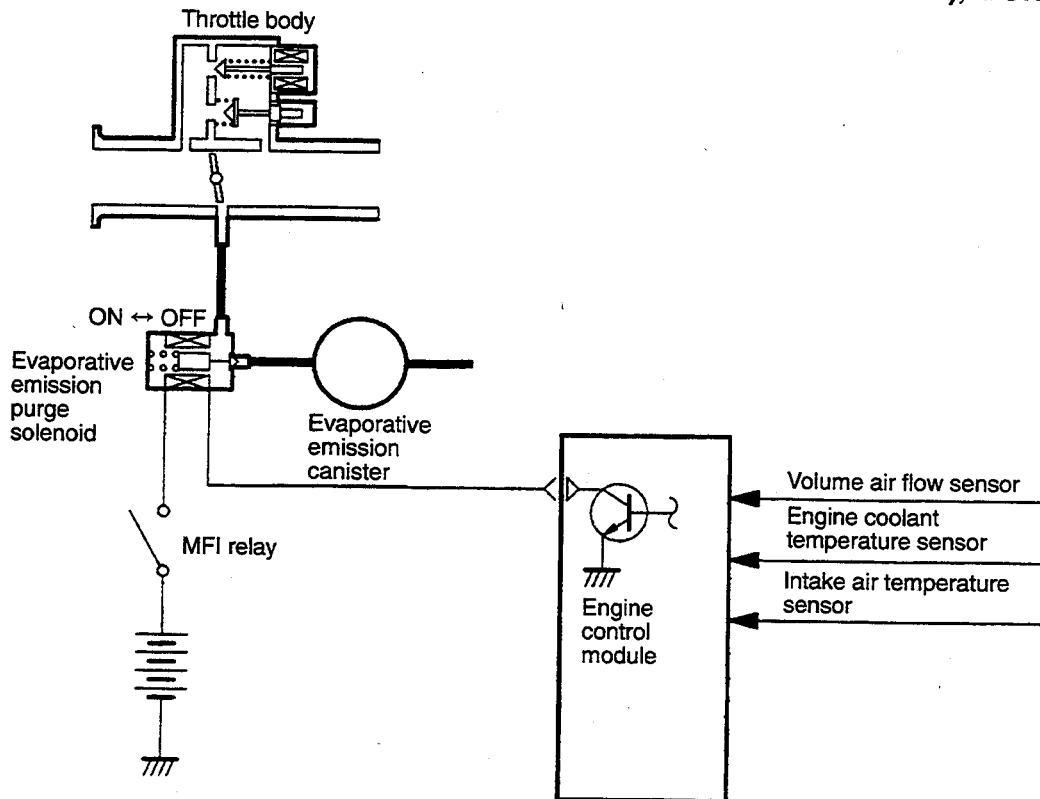 Throttle body
ON ↔ OFF
Evaporative
emission
purge
solenoid
Evaporative
emission
canister
MFI relay
Engine
control
module
Volume air flow sensor
Engine coolant
temperature sensor
Intake air temperature
sensor